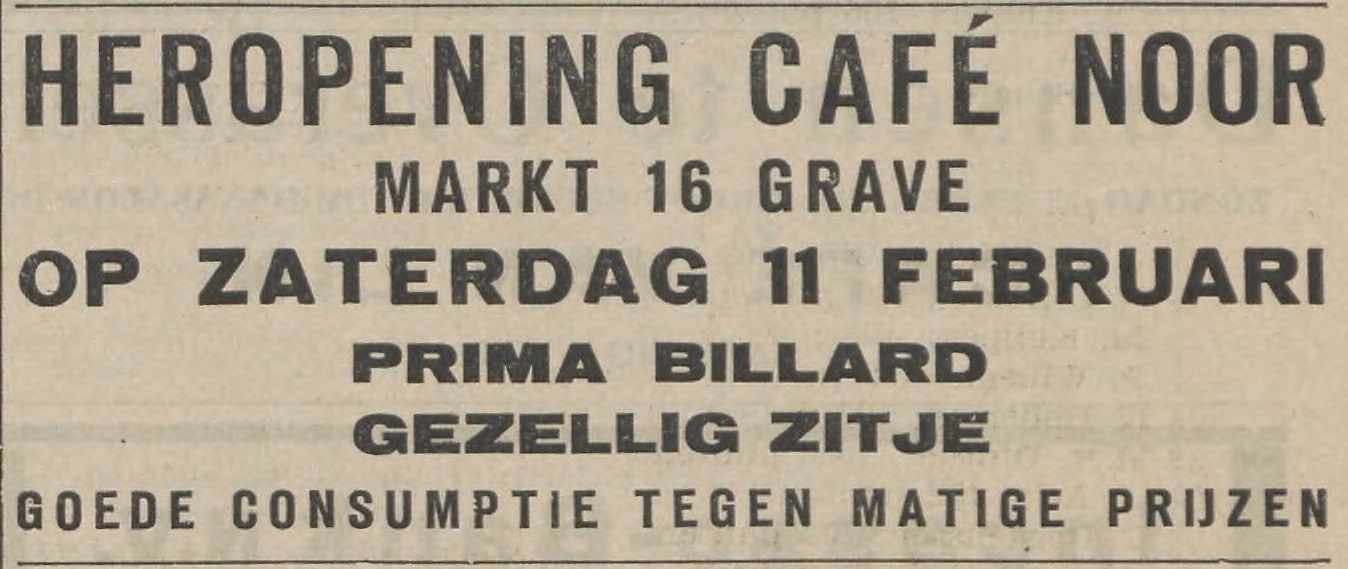 HEROPENING CAFÉ NOOR
MARKT 16 GRAVE
OP ZATERDAG 11 FEBRUARI
PRIMA BILLARD
GEZELLIG ZITJE
GOEDE CONSUMPTIE TEGEN MATIGE PRIJZEN